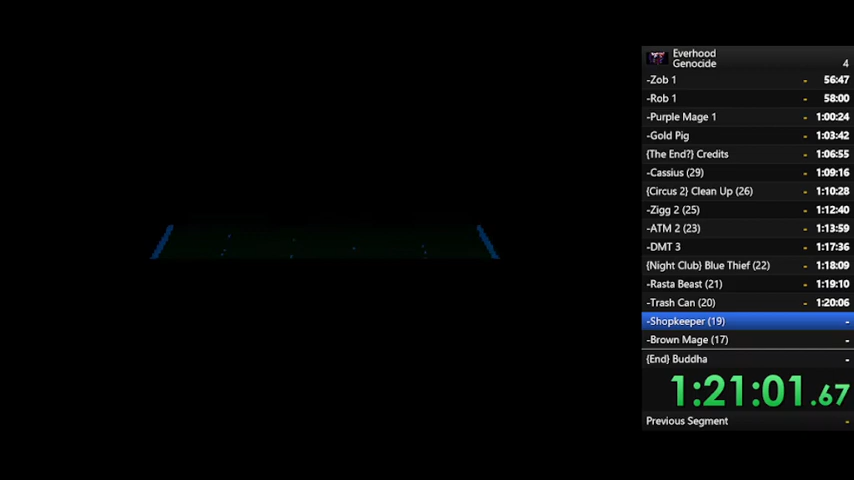 Everhood
Genocide 4
-Zob 1 - 56:47
-Rob 1 - 58:00
-Purple Mage 1 - 1:00:24
-Gold Pig - 1:03:42
{The End?} Credits - 1:06:55
-Cassius (29) - 1:09:16
{Circus 2} Clean Up (26) - 1:10:28
-Zigg 2 (25) - 1:12:40
-ATM 2 (23) - 1:13:59
-DMT 3 - 1:17:36
{Night Club} Blue Thief (22) - 1:18:09
-Rasta Beast (21) - 1:19:10
-Trash Can (20) - 1:20:06
-Shopkeeper (19) -
-Brown Mage (17) -
{End} Buddha -
1:21:01.67
Previous Segment -